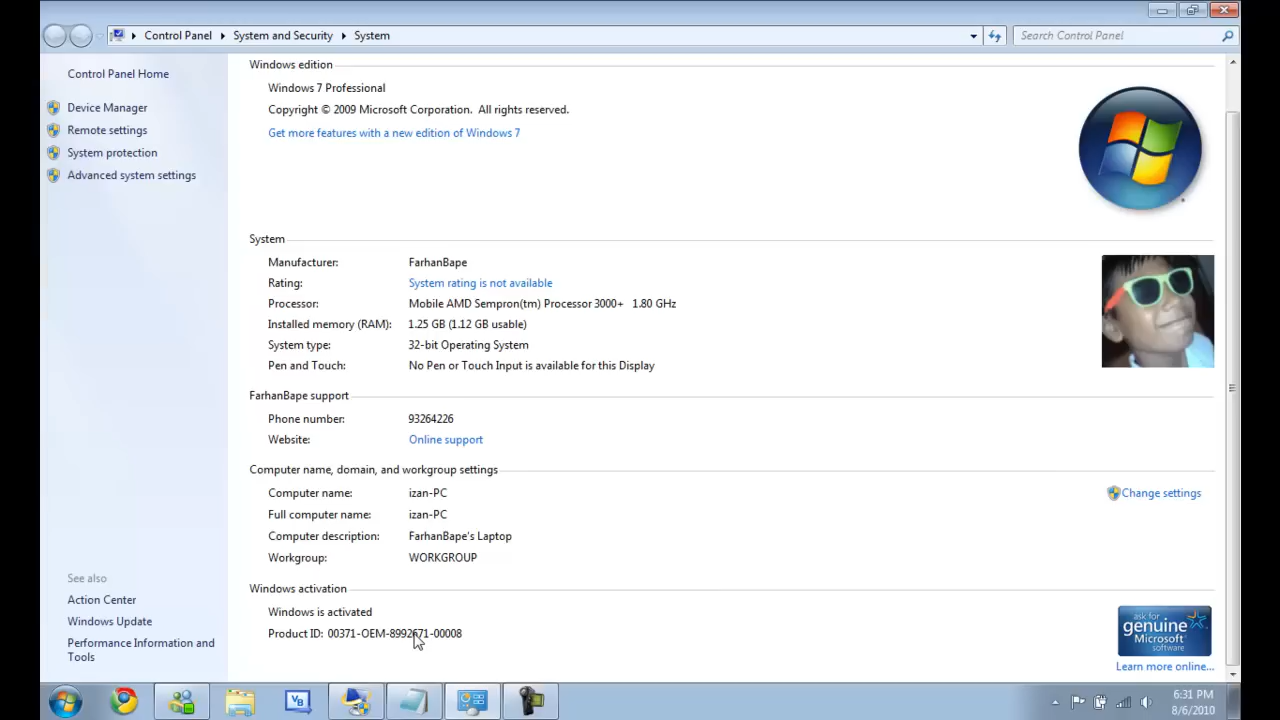 Control Panel System and Security System
Search Control Panel
Control Panel Home
Device Manager
Remote settings
System protection
Advanced system settings
See also
Action Center
Windows Update
Performance Information and
Tools
Windows edition
Windows 7 Professional
Copyright © 2009 Microsoft Corporation. All rights reserved.
Get more features with a new edition of Windows 7
System
Manufacturer: FarhanBape
Rating: System rating is not available
Processor: Mobile AMD Sempron(tm) Processor 3000+ 1.80 GHz
Installed memory (RAM): 1.25 GB (1.12 GB usable)
System type: 32-bit Operating System
Pen and Touch: No Pen or Touch Input is available for this Display
FarhanBape support
Phone number: 93264226
Website: Online support
Computer name, domain, and workgroup settings
Computer name: izan-PC
Change settings
Full computer name: izan-PC
Computer description: FarhanBape's Laptop
Workgroup: WORKGROUP
Windows activation
Windows is activated
Product ID: 00371-OEM-8992671-00008
ask for
genuine
Microsoft
software
Learn more online...
VB
6:31 PM
8/6/2010